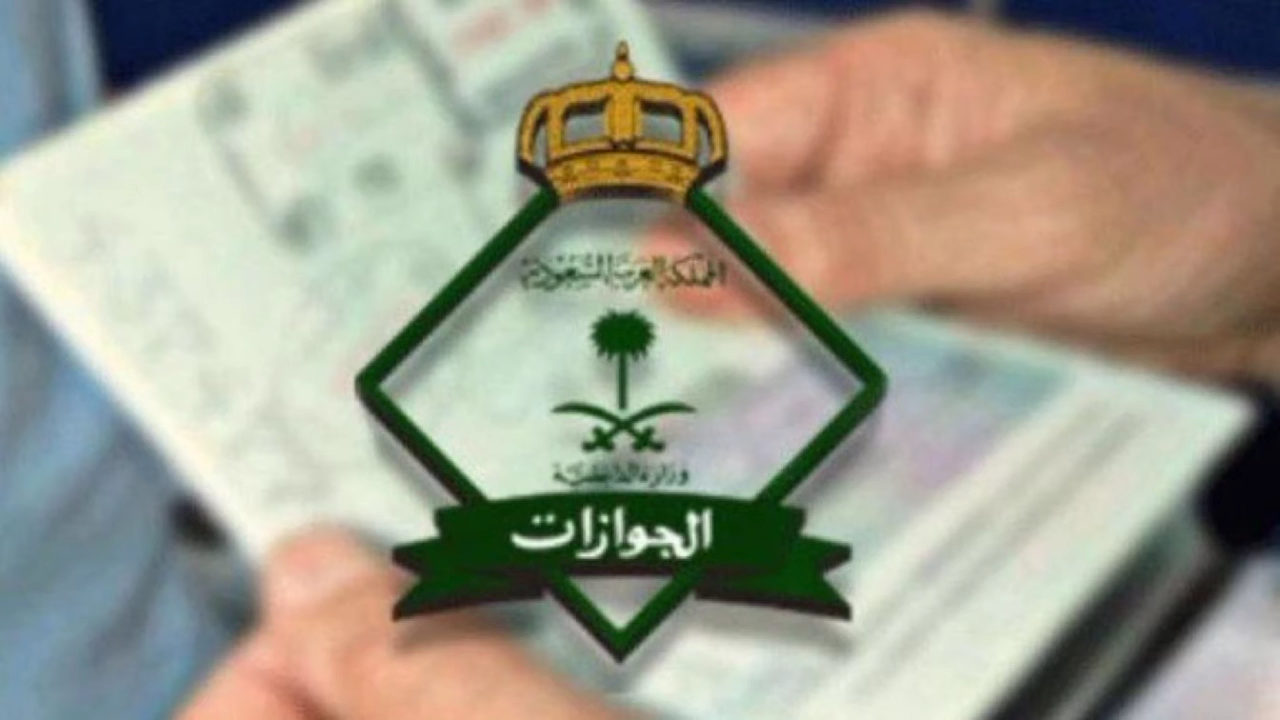 المملكة العربية السعودية
وزارة الداخلية
الجوازات